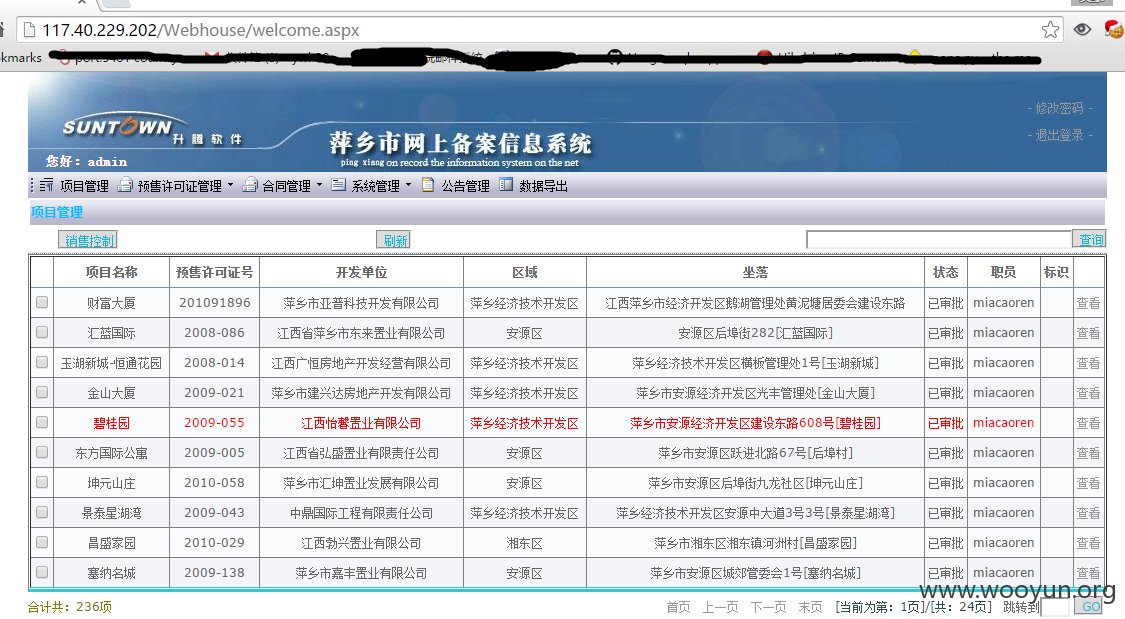 117.40.229.202/Webhouse/welcome.aspx
kmarks
SUNTOWN 升腾软件
萍乡市网上备案信息系统
ping xiang on record the information system on the net
- 修改密码 -
- 退出登录 -
您好：admin
项目管理 预售许可证管理 合同管理 系统管理 公告管理 数据导出
项目管理
销售控制 刷新 查询
项目名称 预售许可证号 开发单位 区域 坐落 状态 职员 标识
财富大厦 201091896 萍乡市亚普科技开发有限公司 萍乡经济技术开发区 江西萍乡市经济开发区鹅湖管理处黄泥塘居委会建设东路 已审批 miacaoren 查看
汇蓝国际 2008-086 江西省萍乡市东来置业有限公司 安源区 安源区后埠街282[汇蓝国际] 已审批 miacaoren 查看
玉湖新城-恒通花园 2008-014 江西广恒房地产开发经营有限公司 萍乡经济技术开发区 萍乡经济技术开发区横板管理处1号[玉湖新城] 已审批 miacaoren 查看
金山大厦 2009-021 萍乡市建兴达房地产开发有限公司 萍乡经济技术开发区 萍乡市安源经济开发区光丰管理处[金山大厦] 已审批 miacaoren 查看
碧桂园 2009-055 江西怡馨置业有限公司 萍乡经济技术开发区 萍乡市安源经济开发区建设东路608号[碧桂园] 已审批 miacaoren 查看
东方国际公寓 2009-005 江西省弘盛置业有限责任公司 安源区 萍乡市安源区跃进北路67号[后埠村] 已审批 miacaoren 查看
坤元山庄 2010-058 萍乡市汇坤置业发展有限公司 安源区 萍乡市安源区后埠街九龙社区[坤元山庄] 已审批 miacaoren 查看
景泰星湖湾 2009-043 中鼎国际工程有限责任公司 萍乡经济技术开发区 萍乡经济技术开发区安源中大道3号3号[景泰星湖湾] 已审批 miacaoren 查看
昌盛家园 2010-029 江西勃兴置业有限公司 湘东区 萍乡市湘东区湘东镇河洲村[昌盛家园] 已审批 miacaoren 查看
塞纳名城 2009-138 萍乡市嘉丰置业有限公司 安源区 萍乡市安源区城郊管委会1号[塞纳名城] 已审批 miacaoren 查看
www.wooyun.org
合计共：236项 首页 上一页 下一页 末页 [当前为第：1页]/[共：24页] 跳转到 GO